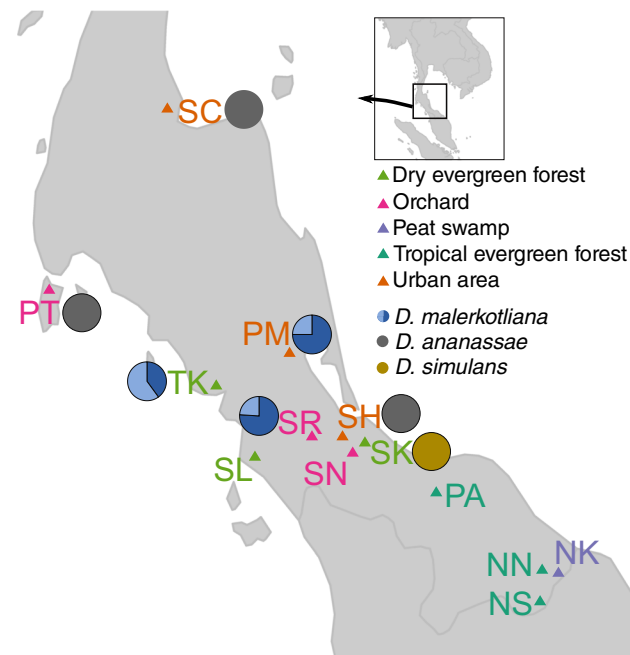 SC
Dry evergreen forest
Orchard
Peat swamp
Tropical evergreen forest
Urban area
D. malerkotliana
D. ananassae
D. simulans
PT
PM
TK
SR
SH
SL
SN
SK
PA
NN
NK
NS